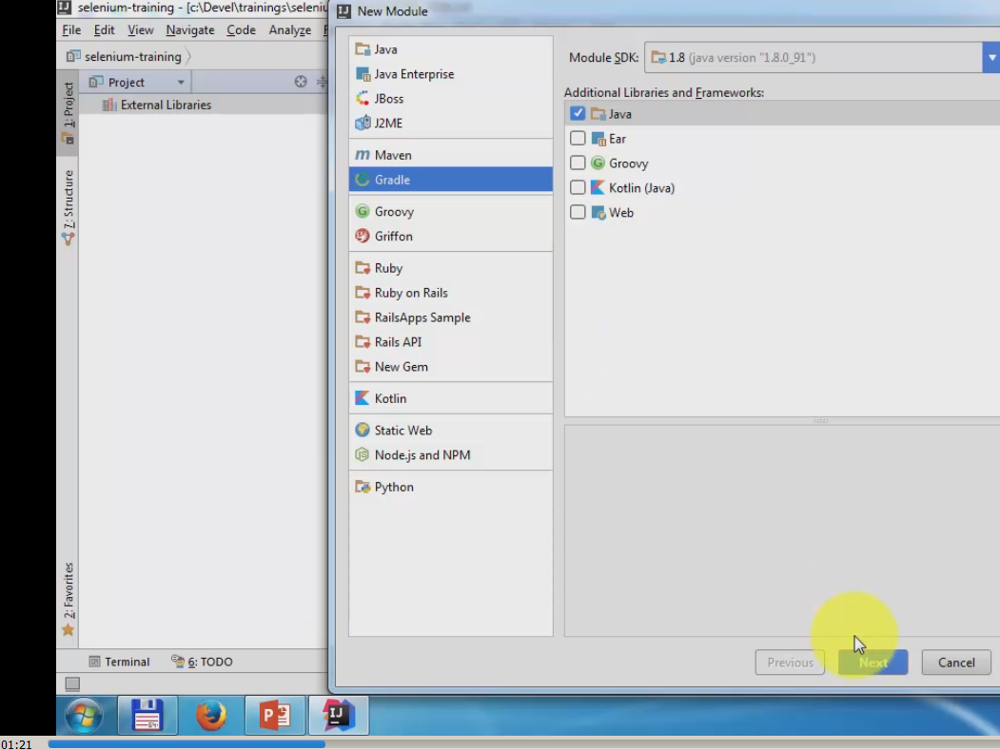 selenium-training - [c:\Devel\trainings\seleniu
New Module
File Edit View Navigate Code Analyze
selenium-training
Project
External Libraries
1: Project
7: Structure
2: Favorites
Java
Java Enterprise
JBoss
J2ME
Maven
Gradle
Groovy
Griffon
Ruby
Ruby on Rails
RailsApps Sample
Rails API
New Gem
Kotlin
Static Web
Node.js and NPM
Python
Module SDK: 1.8 (java version "1.8.0_91")
Additional Libraries and Frameworks:
Java
Ear
Groovy
Kotlin (Java)
Web
Previous Next Cancel
Terminal 6: TODO
01:21